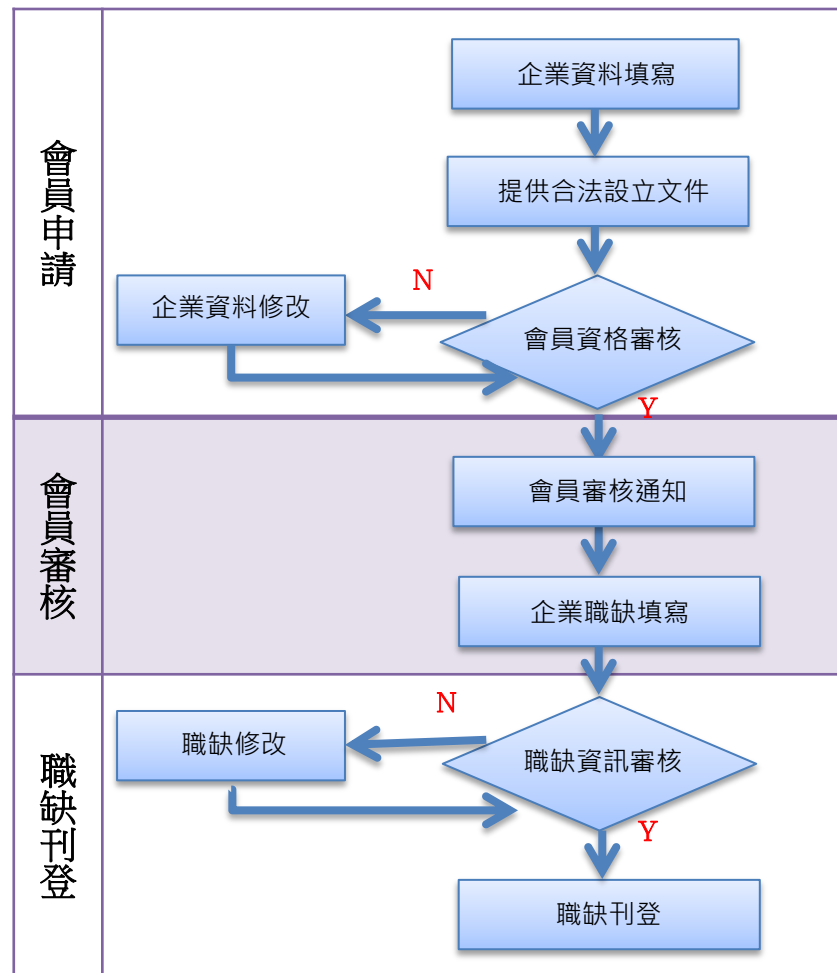 會員申請
企業資料填寫
提供合法設立文件
N
企業資料修改
會員資格審核
Y
會員審核
會員審核通知
企業職缺填寫
職缺刊登
N
職缺修改
職缺資訊審核
Y
職缺刊登